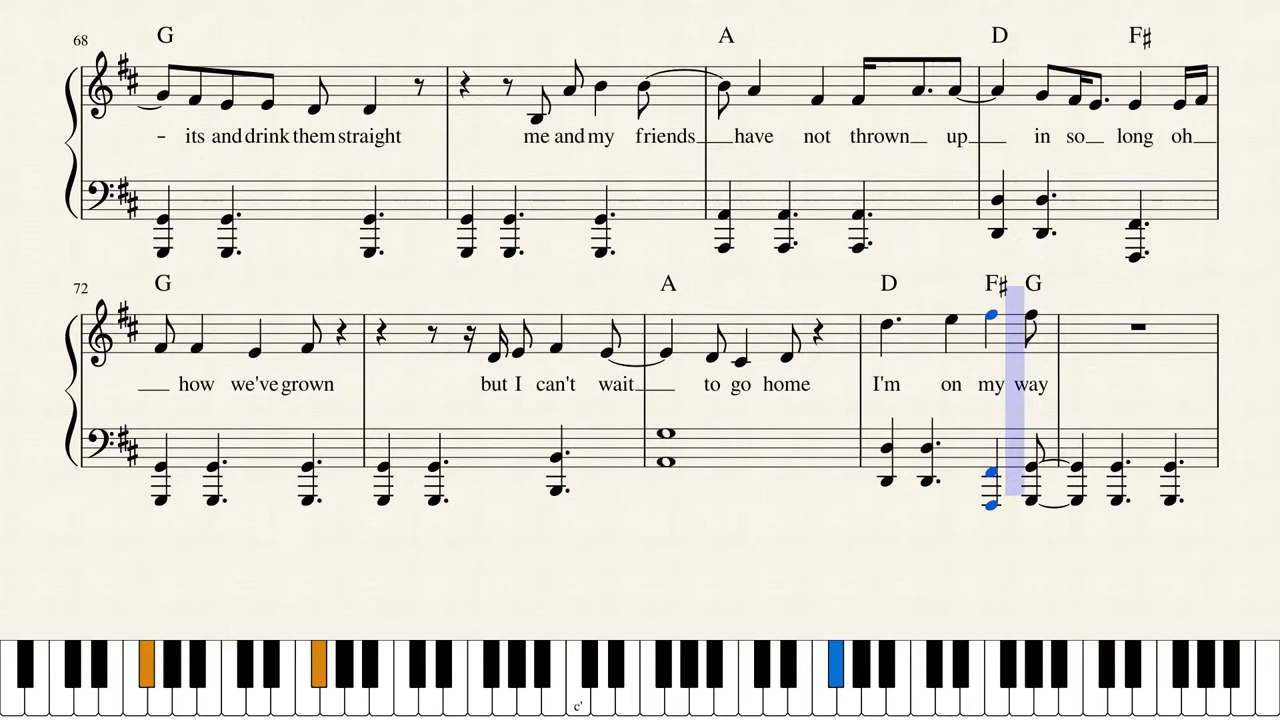 G A D F♯
68
- its and drink them straight me and my friends have not thrown up in so long oh
G A D F♯ G
72
how we've grown but I can't wait to go home I'm on my way
c'